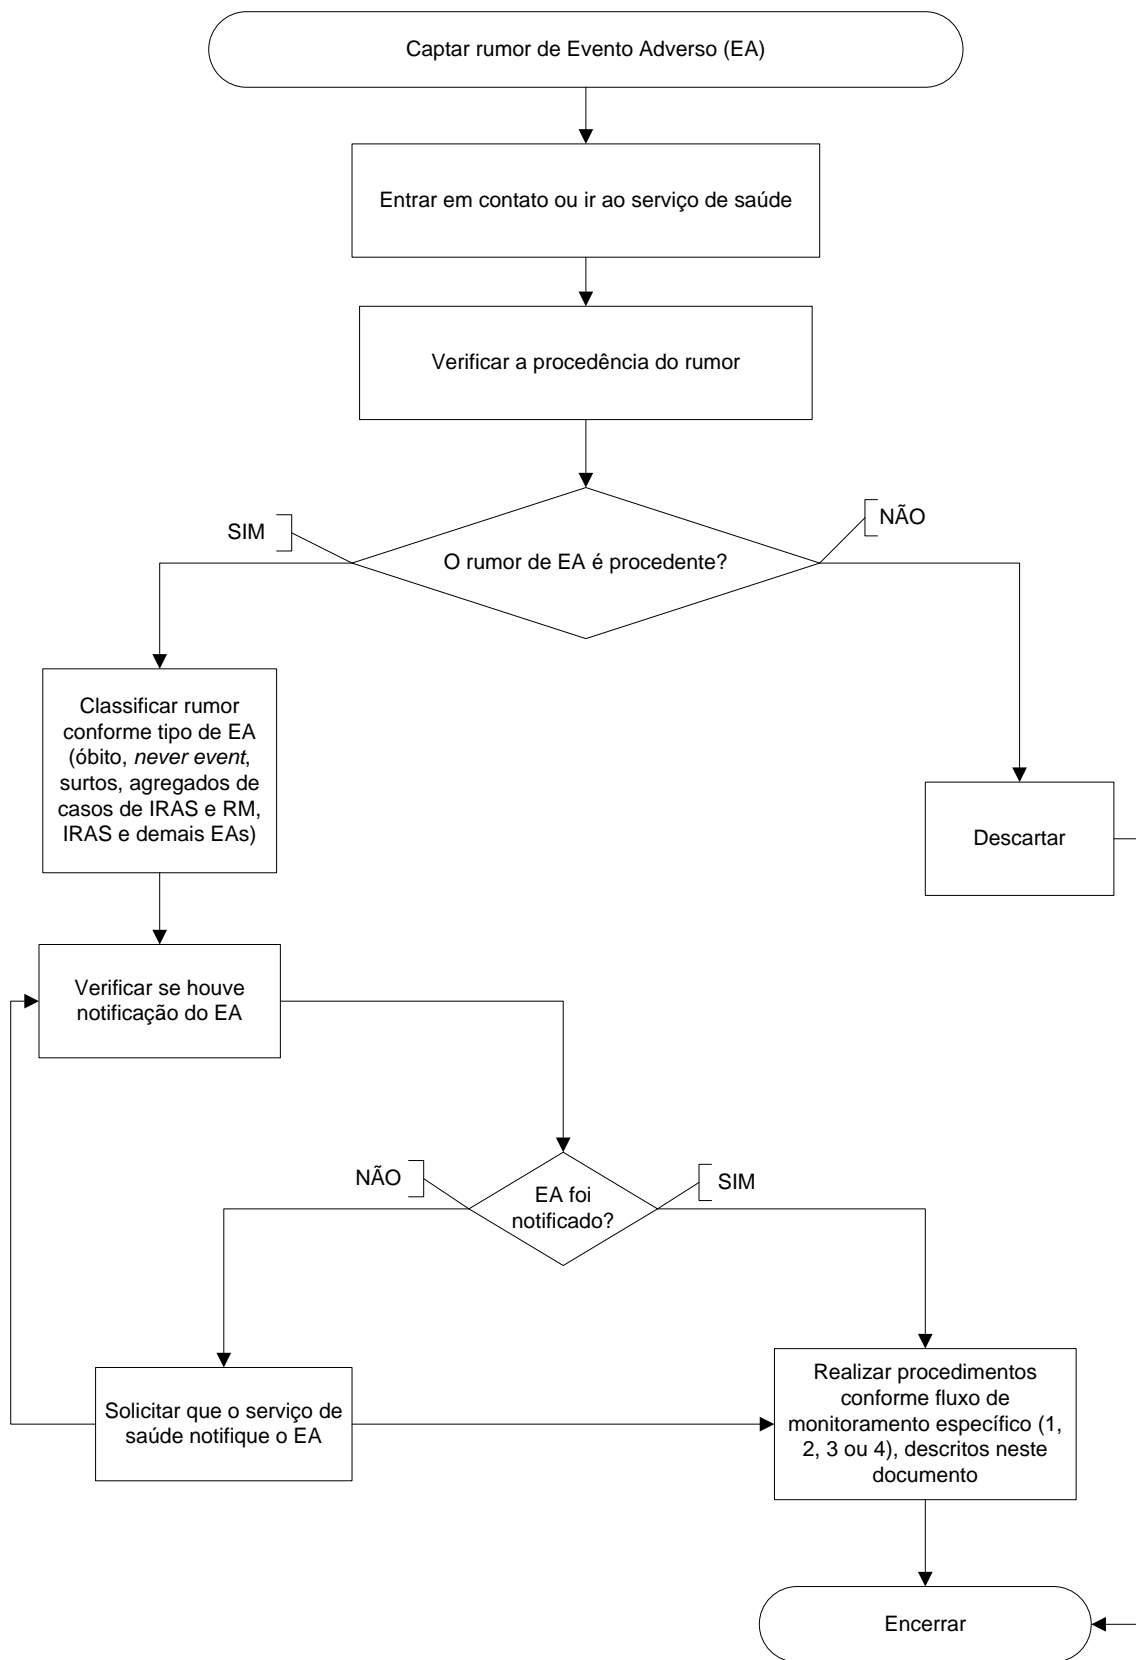 Captar rumor de Evento Adverso (EA)
Entrar em contato ou ir ao serviço de saúde
Verificar a procedência do rumor
SIM
NÃO
O rumor de EA é procedente?
Classificar rumor
conforme tipo de EA
(óbito, never event,
surtos, agregados de
casos de IRAS e RM,
IRAS e demais EAs)
Descartar
Verificar se houve
notificação do EA
NÃO
SIM
EA foi
notificado?
Solicitar que o serviço de
saúde notifique o EA
Realizar procedimentos
conforme fluxo de
monitoramento específico (1,
2, 3 ou 4), descritos neste
documento
Encerrar